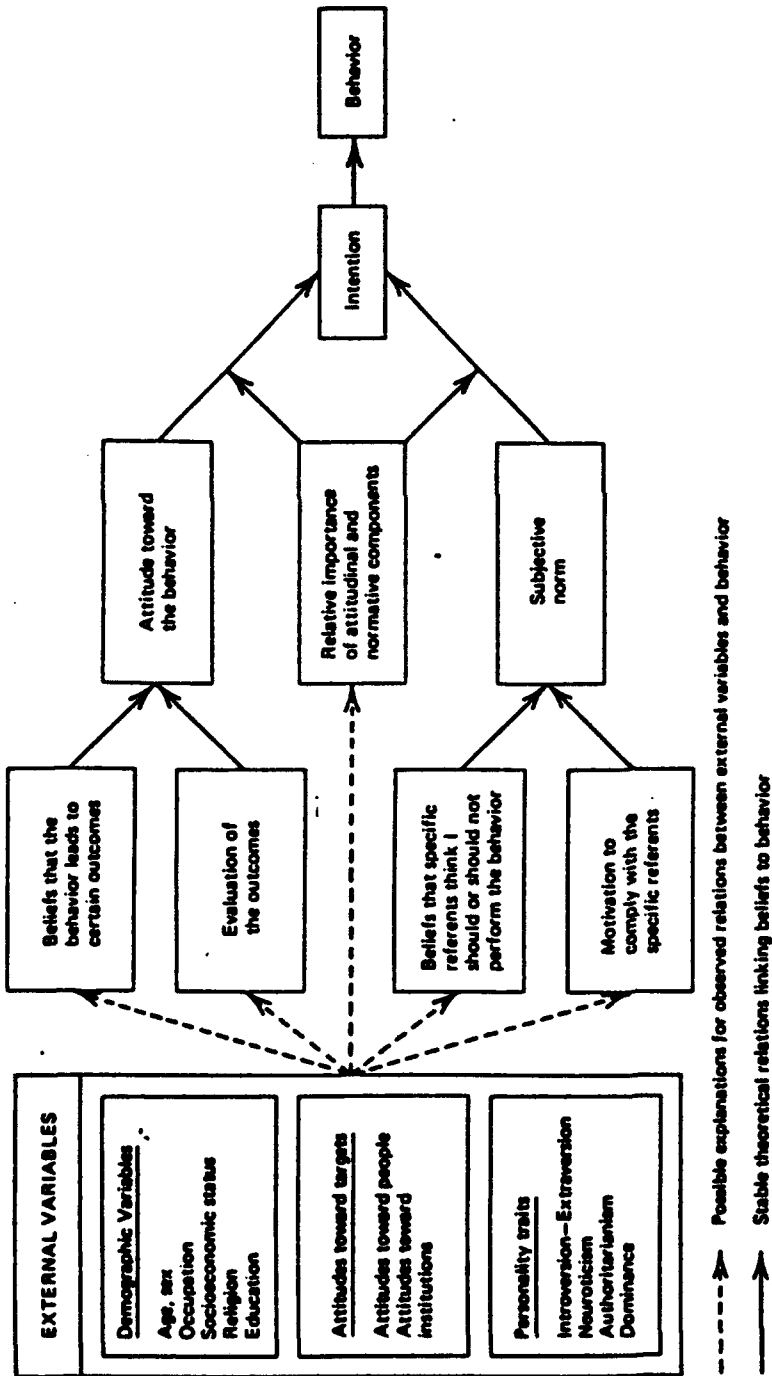 EXTERNAL VARIABLES
Demographic Variables
Age, sex
Occupation
Socioeconomic status
Religion
Education
Attitudes toward targets
Attitudes toward people
Attitudes toward
institutions
Personality traits
Introversion–Extraversion
Neuroticism
Authoritarianism
Dominance
Beliefs that the
behavior leads to
certain outcomes
Evaluation of
the outcomes
Beliefs that specific
referents think I
should or should not
perform the behavior
Motivation to
comply with the
specific referents
Attitude toward
the behavior
Relative importance
of attitudinal and
normative components
Subjective
norm
Intention
Behavior
Possible explanations for observed relations between external variables and behavior
Stable theoretical relations linking beliefs to behavior